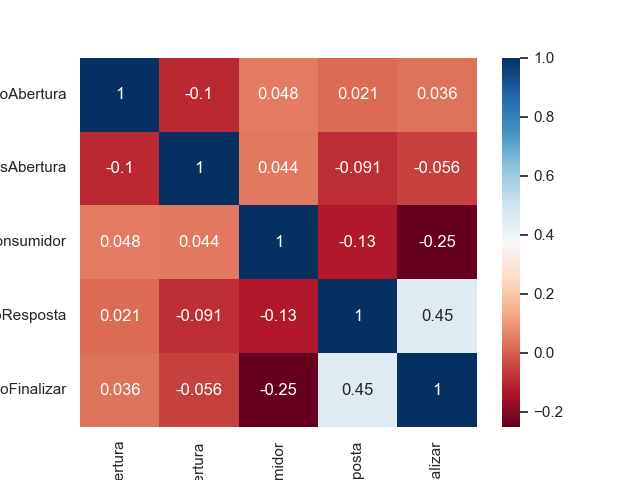 oAbertura 1 -0.1 0.048 0.021 0.036
sAbertura -0.1 1 0.044 -0.091 -0.056
onsumidor 0.048 0.044 1 -0.13 -0.25
oResposta 0.021 -0.091 -0.13 1 0.45
oFinalizar 0.036 -0.056 -0.25 0.45 1
ertura
ertura
midor
posta
alizar
1.0
0.8
0.6
0.4
0.2
0.0
−0.2